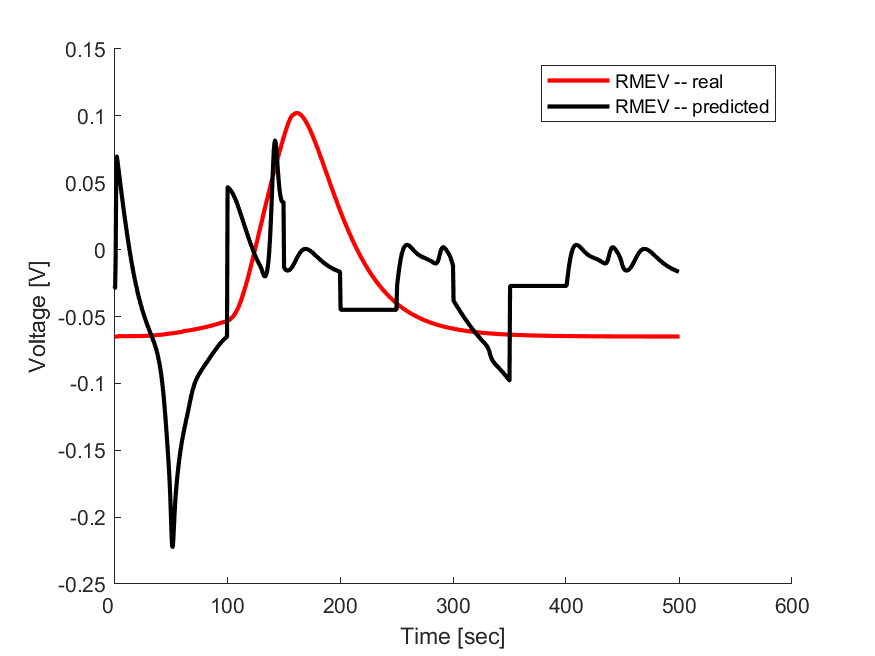 0.15
0.1
0.05
0
-0.05
-0.1
-0.15
-0.2
-0.25
Voltage [V]
RMEV -- real
RMEV -- predicted
0 100 200 300 400 500 600
Time [sec]